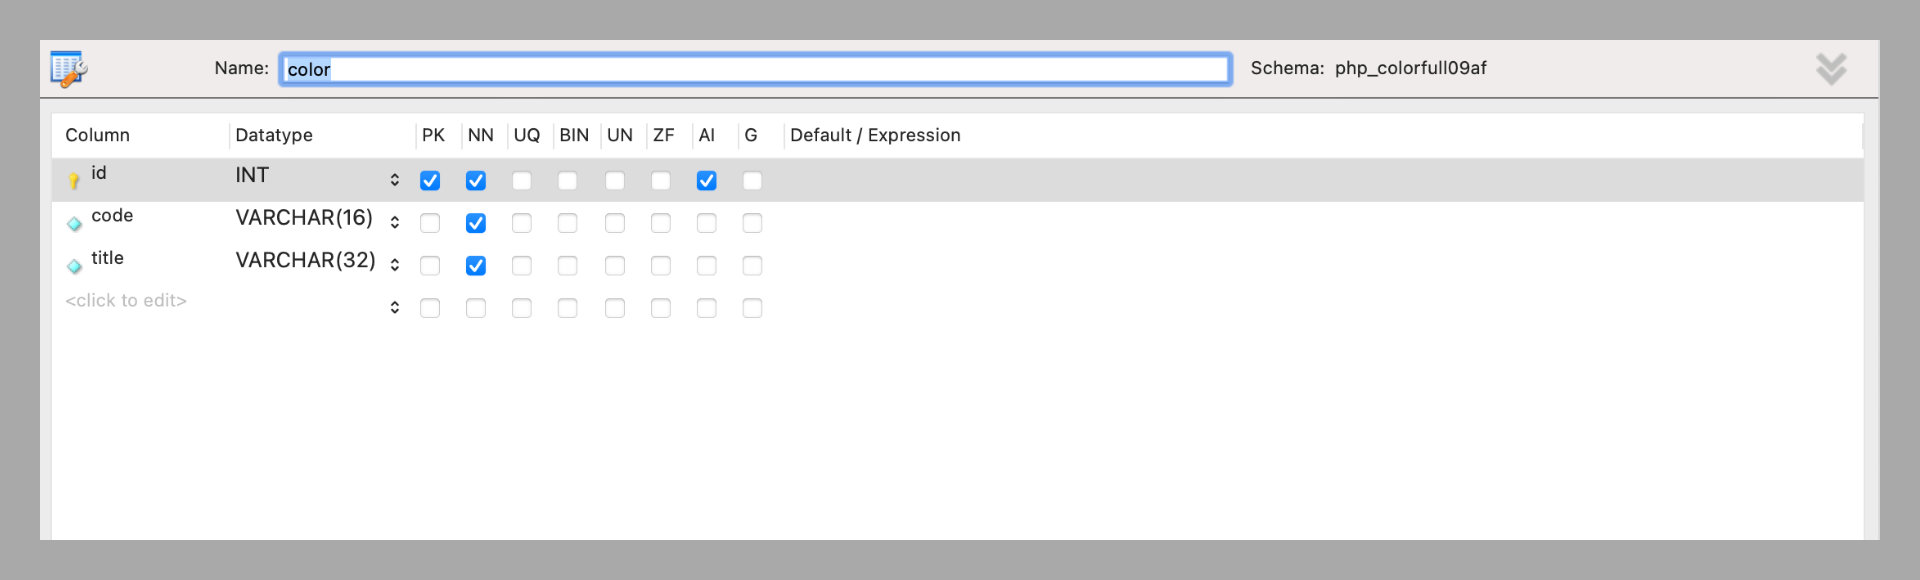 Name: color Schema: php_colorfull09af
Column Datatype PK NN UQ BIN UN ZF AI G Default / Expression
id INT
code VARCHAR(16)
title VARCHAR(32)
<click to edit>